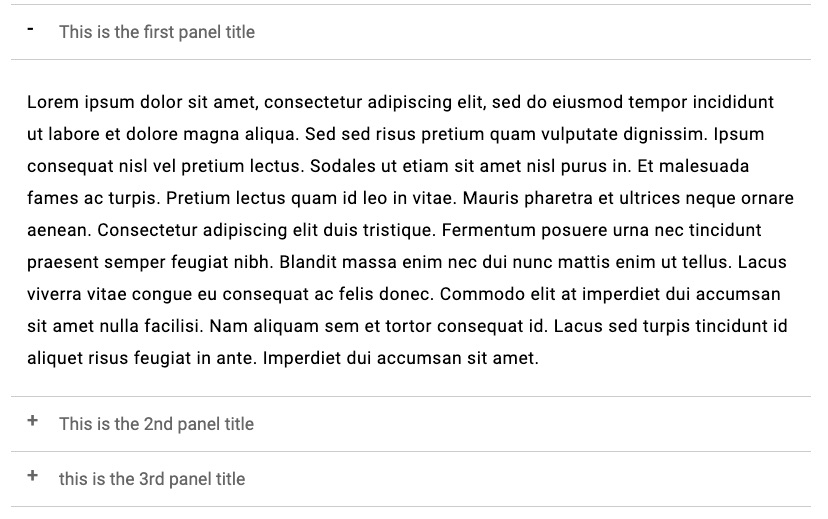 - This is the first panel title
Lorem ipsum dolor sit amet, consectetur adipiscing elit, sed do eiusmod tempor incididunt
ut labore et dolore magna aliqua. Sed sed risus pretium quam vulputate dignissim. Ipsum
consequat nisl vel pretium lectus. Sodales ut etiam sit amet nisl purus in. Et malesuada
fames ac turpis. Pretium lectus quam id leo in vitae. Mauris pharetra et ultrices neque ornare
aenean. Consectetur adipiscing elit duis tristique. Fermentum posuere urna nec tincidunt
praesent semper feugiat nibh. Blandit massa enim nec dui nunc mattis enim ut tellus. Lacus
viverra vitae congue eu consequat ac felis donec. Commodo elit at imperdiet dui accumsan
sit amet nulla facilisi. Nam aliquam sem et tortor consequat id. Lacus sed turpis tincidunt id
aliquet risus feugiat in ante. Imperdiet dui accumsan sit amet.
+ This is the 2nd panel title
+ this is the 3rd panel title